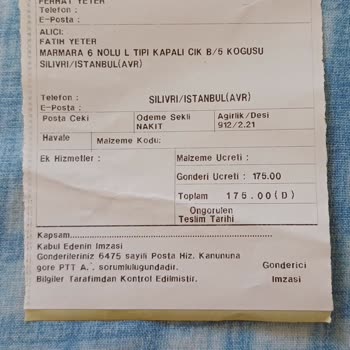 FERHAT YETER
Telefon :
E-Posta :
ALICI:
FATIH YETER
MARMARA 6 NOLU L TIPI KAPALI CIK B/5 KOGUSU
SILIVRI/ISTANBUL(AVR)
Telefon : SILIVRI/ISTANBUL(AVR)
E-Posta :
Posta Ceki Odeme Sekli Agirlik/Desi
NAKIT 912/2.21
Havale Malzeme Kodu:
Ek Hizmetler : Malzeme Ucreti :
Gonderi Ucreti : 175.00
Toplam 175.00(D)
Ongorulen
Teslim Tarihi
Kapsam
Kabul Edenin Imzasi
Gonderileriniz 6475 sayili Posta Hiz. Kanununa
gore PTT A. sorumlulugundadir. Gonderici
Bilgiler Tarafimdan Kontrol Edilmistir. Imzasi